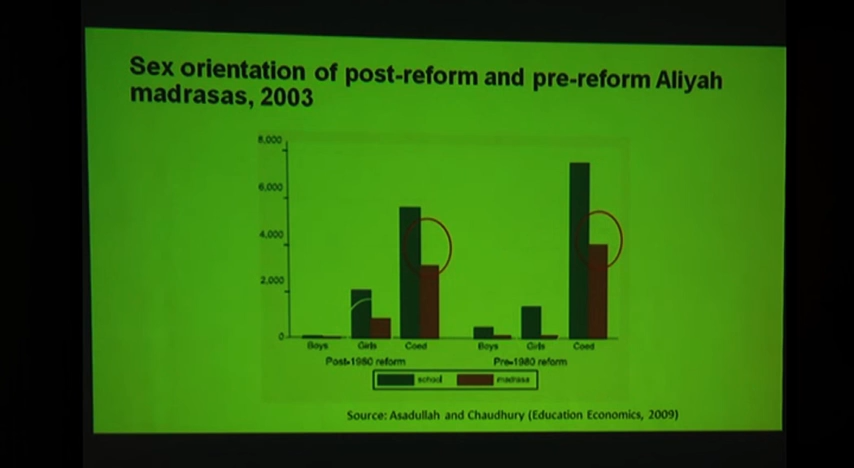 Sex orientation of post-reform and pre-reform Aliyah
madrasas, 2003
8,000
6,000
4,000
2,000
0
Boys Girls Coed Boys Girls Coed
Post-1980 reform Pre-1980 reform
school madrasa
Source: Asadullah and Chaudhury (Education Economics, 2009)